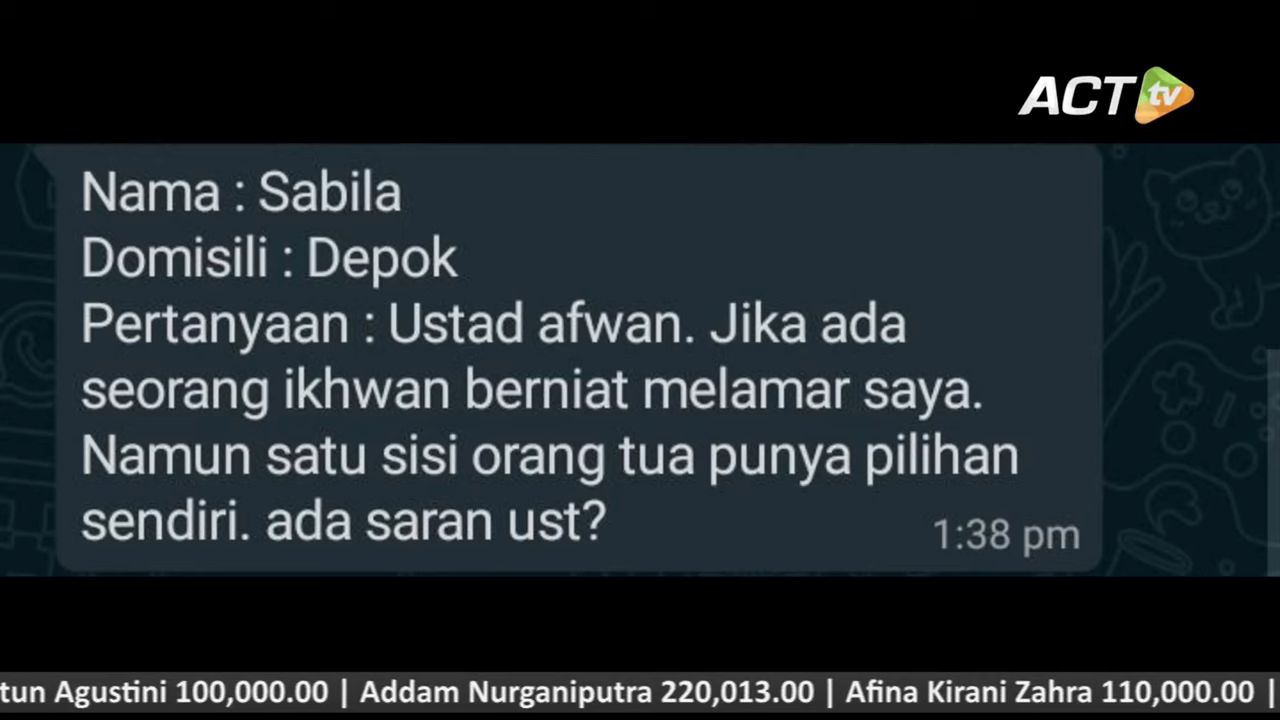 ACT tv
Nama : Sabila
Domisili : Depok
Pertanyaan : Ustad afwan. Jika ada
seorang ikhwan berniat melamar saya.
Namun satu sisi orang tua punya pilihan
sendiri. ada saran ust?
1:38 pm
tun Agustini 100,000.00 | Addam Nurganiputra 220,013.00 | Afina Kirani Zahra 110,000.00 |